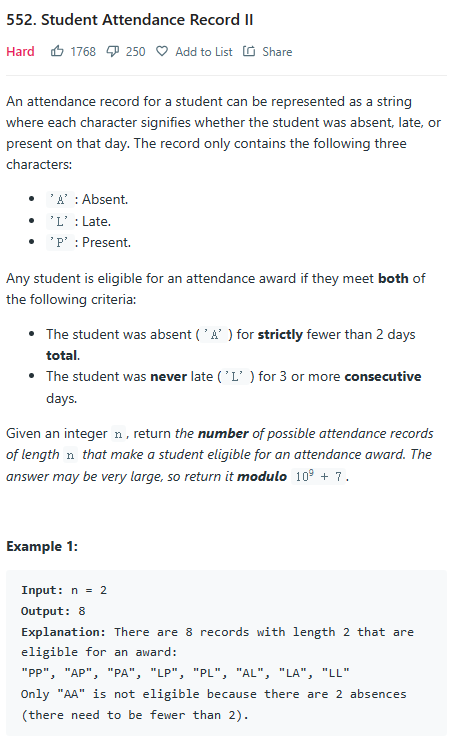 552. Student Attendance Record II
Hard 1768 250 Add to List Share
An attendance record for a student can be represented as a string
where each character signifies whether the student was absent, late, or
present on that day. The record only contains the following three
characters:
• 'A' : Absent.
• 'L' : Late.
• 'P' : Present.
Any student is eligible for an attendance award if they meet both of
the following criteria:
• The student was absent ( 'A' ) for strictly fewer than 2 days
total.
• The student was never late ( 'L' ) for 3 or more consecutive
days.
Given an integer n , return the number of possible attendance records
of length n that make a student eligible for an attendance award. The
answer may be very large, so return it modulo 10⁹ + 7 .
Example 1:
Input: n = 2
Output: 8
Explanation: There are 8 records with length 2 that are
eligible for an award:
"PP", "AP", "PA", "LP", "PL", "AL", "LA", "LL"
Only "AA" is not eligible because there are 2 absences
(there need to be fewer than 2).